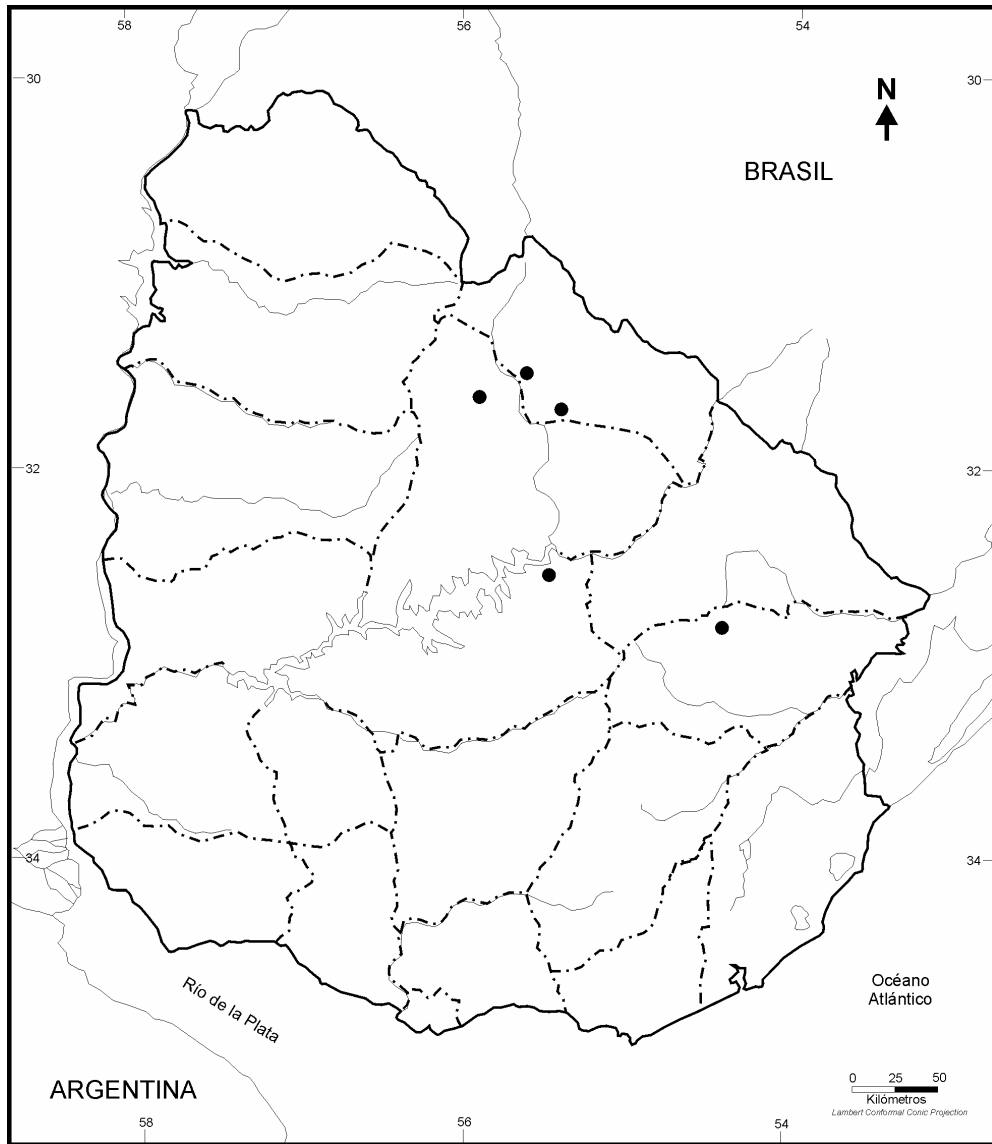 58 56 54
30 30
N
BRASIL
32 32
34 34
Río de la Plata
Océano
Atlántico
ARGENTINA
0 25 50
Kilómetros
Lambert Conformal Conic Projection
58 56 54